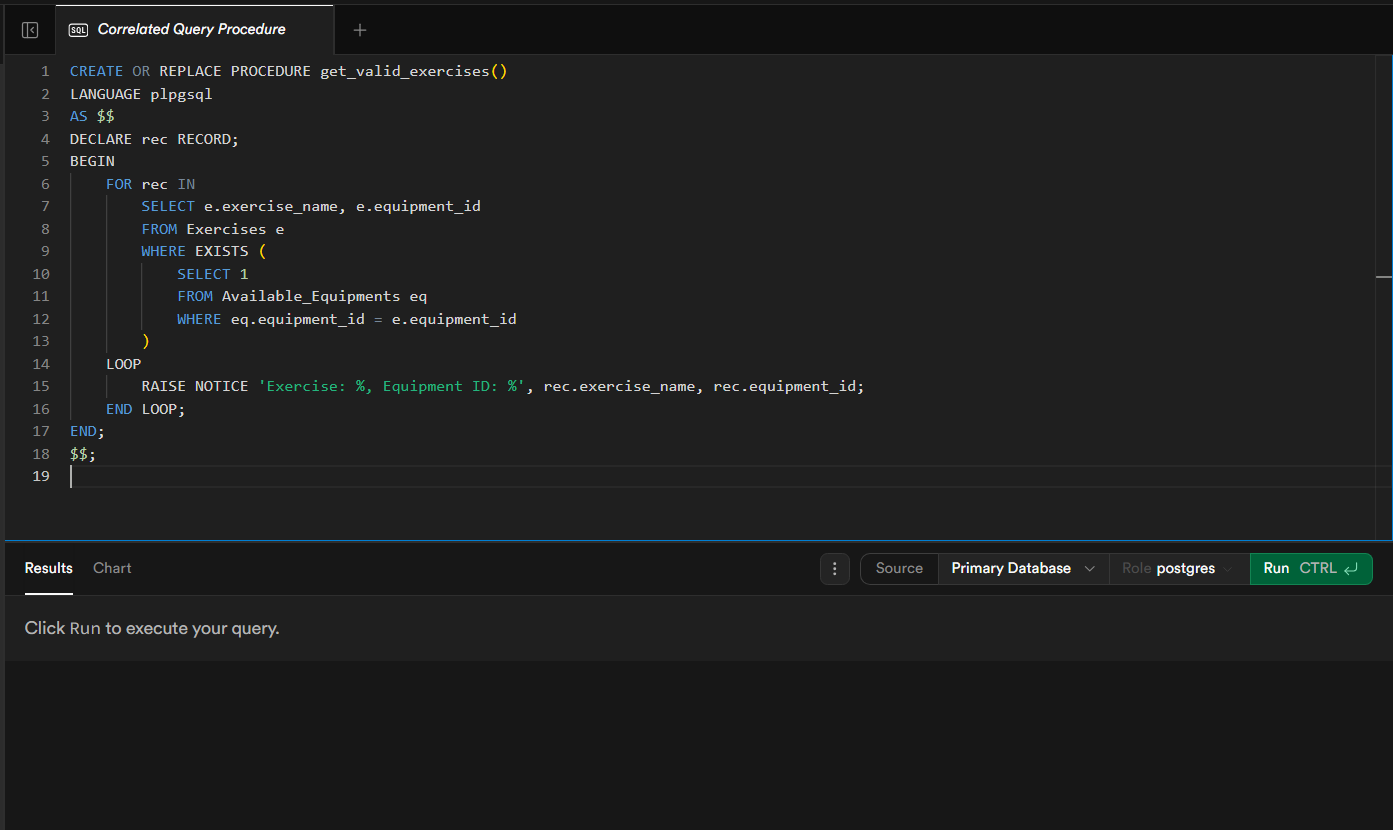 SQL Correlated Query Procedure
1 CREATE OR REPLACE PROCEDURE get_valid_exercises()
2 LANGUAGE plpgsql
3 AS $$
4 DECLARE rec RECORD;
5 BEGIN
6     FOR rec IN
7         SELECT e.exercise_name, e.equipment_id
8         FROM Exercises e
9         WHERE EXISTS (
10             SELECT 1
11             FROM Available_Equipments eq
12             WHERE eq.equipment_id = e.equipment_id
13         )
14     LOOP
15         RAISE NOTICE 'Exercise: %, Equipment ID: %', rec.exercise_name, rec.equipment_id;
16     END LOOP;
17 END;
18 $$;
19
Results Chart Source Primary Database Role postgres Run CTRL
Click Run to execute your query.